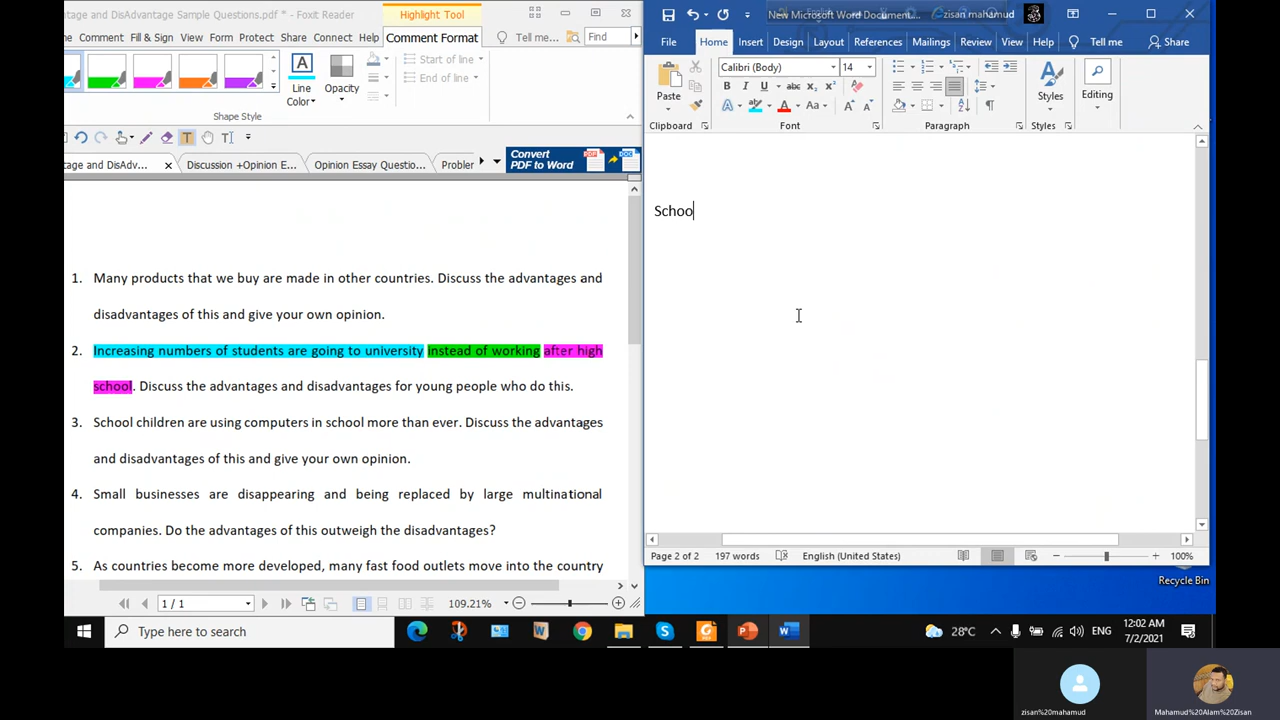 tage and DisAdvantage Sample Questions.pdf * - Foxit Reader
Highlight Tool
Comment Fill & Sign View Form Protect Share Connect Help Comment Format Tell me... Find
Line
Color
Opacity
Start of line
End of line
Shape Style
tage and DisAdv... Discussion +Opinion E... Opinion Essay Questio... Probler
Convert
PDF to Word
1. Many products that we buy are made in other countries. Discuss the advantages and
disadvantages of this and give your own opinion.
2. Increasing numbers of students are going to university instead of working after high
school. Discuss the advantages and disadvantages for young people who do this.
3. School children are using computers in school more than ever. Discuss the advantages
and disadvantages of this and give your own opinion.
4. Small businesses are disappearing and being replaced by large multinational
companies. Do the advantages of this outweigh the disadvantages?
5. As countries become more developed, many fast food outlets move into the country
1 / 1
109.21%
New Microsoft Word Document... zisan mahamud
File Home Insert Design Layout References Mailings Review View Help Tell me Share
Paste
Calibri (Body) 14
Styles
Editing
Clipboard Font Paragraph Styles
Schoo
Page 2 of 2 197 words English (United States) 100%
Recycle Bin
Type here to search
28°C
ENG
12:02 AM
7/2/2021
zisan%20mahamud
Mahamud%20Alam%20Zisan